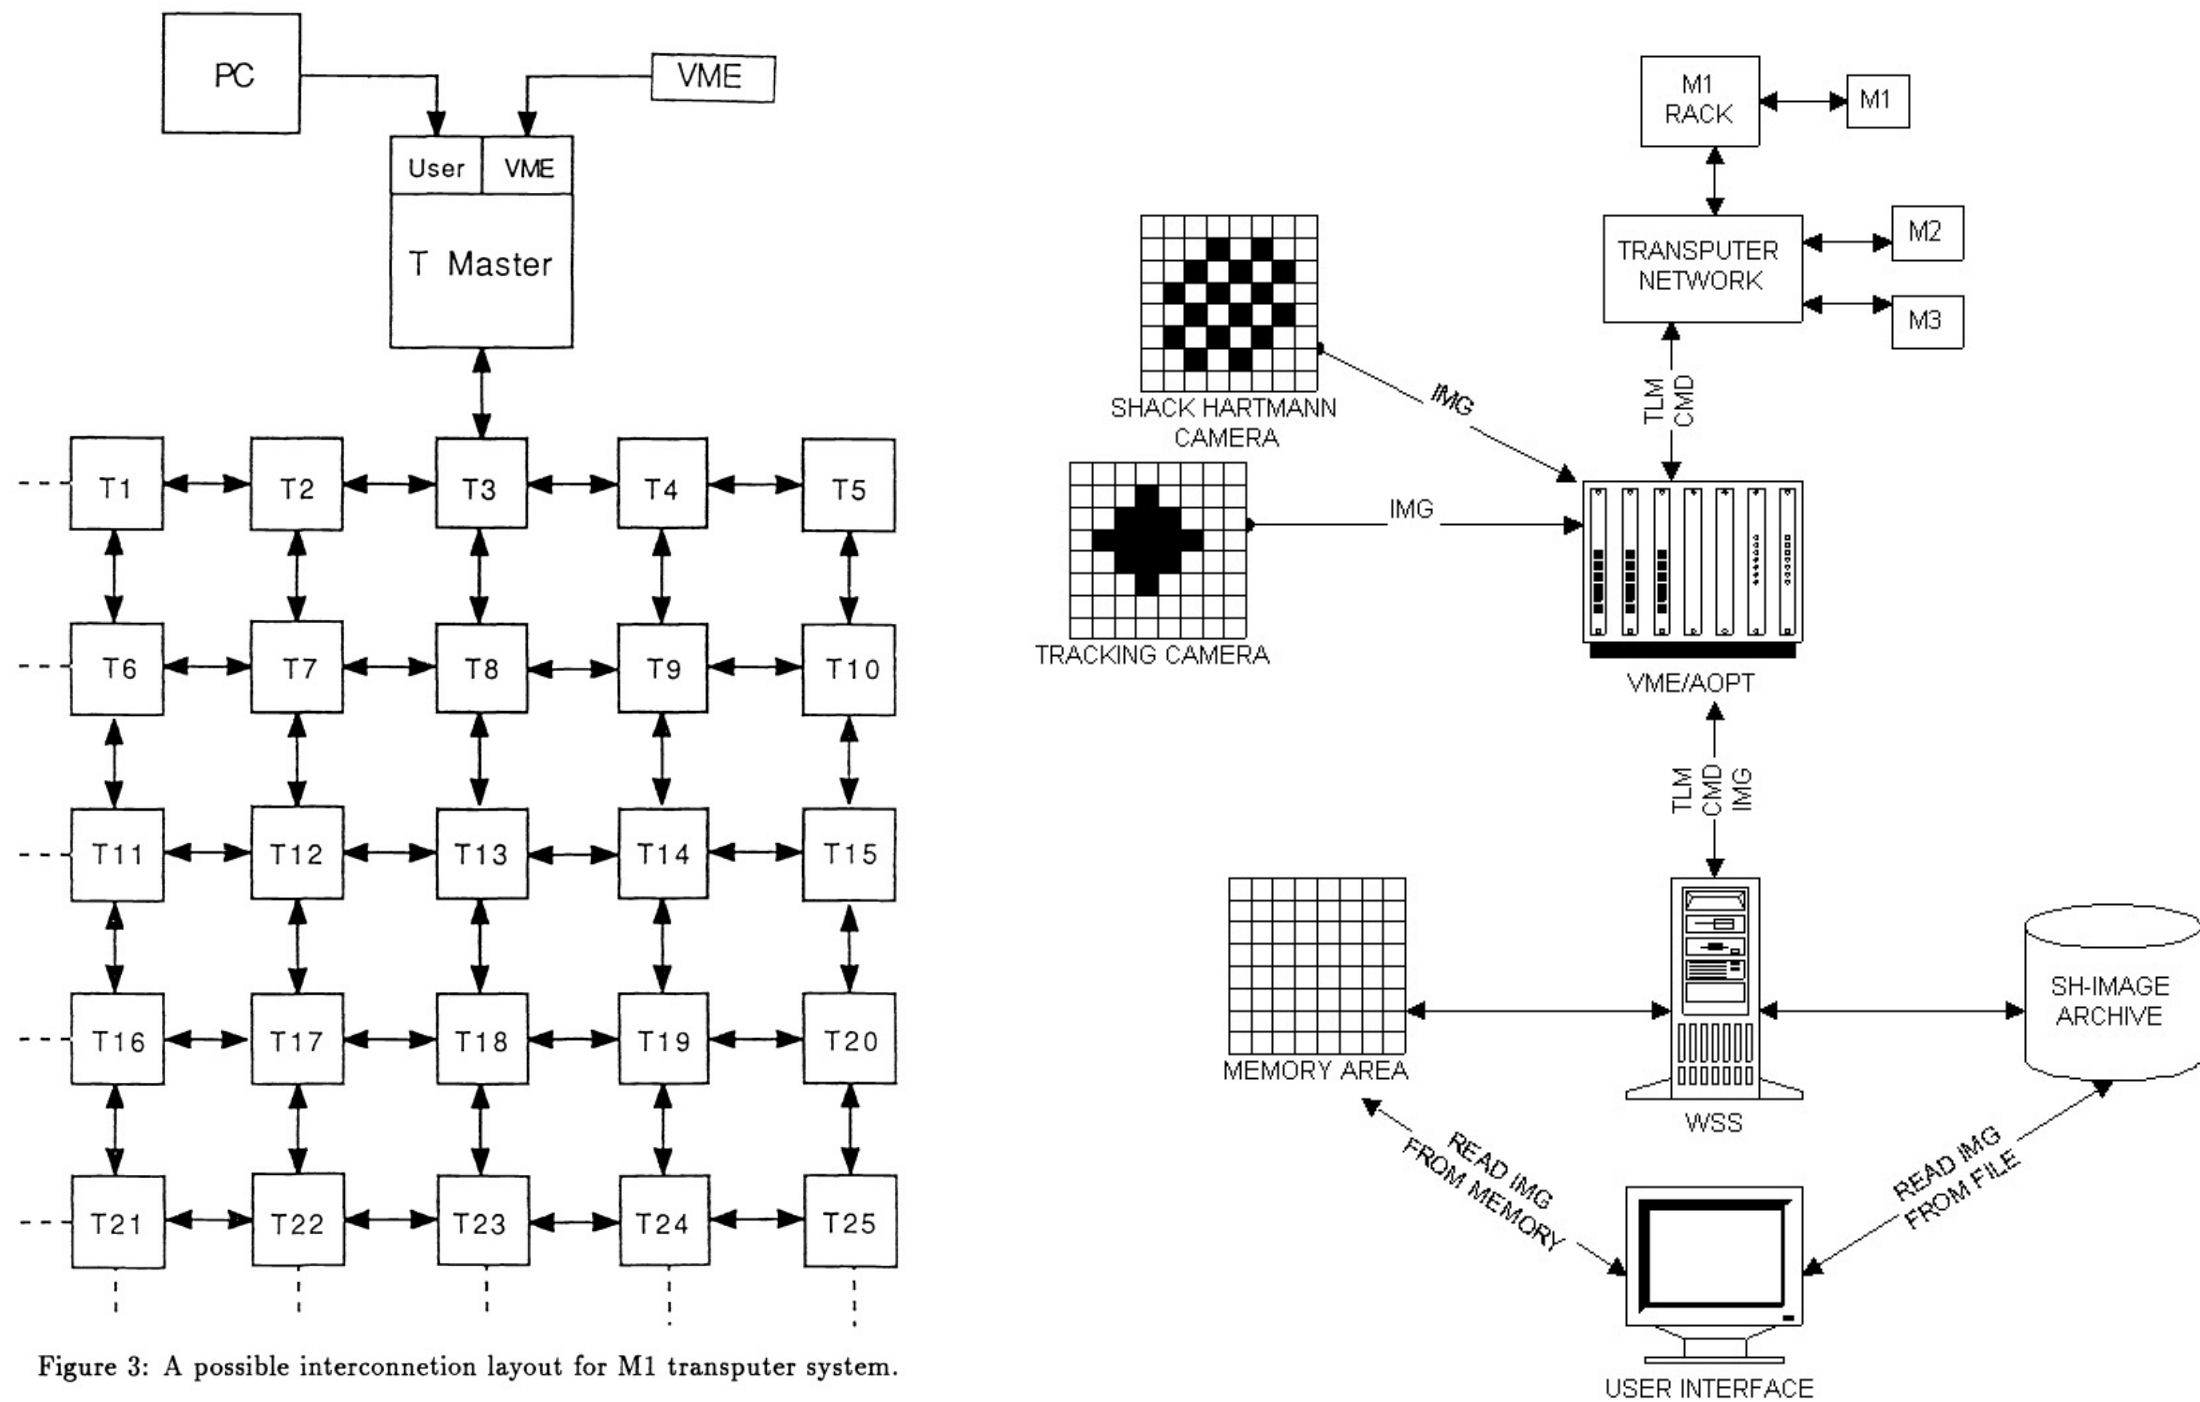 PC
VME
User
VME
T Master
T1
T2
T3
T4
T5
T6
T7
T8
T9
T10
T11
T12
T13
T14
T15
T16
T17
T18
T19
T20
T21
T22
T23
T24
T25
Figure 3: A possible interconnetion layout for M1 transputer system.
M1
RACK
M1
TRANSPUTER
NETWORK
M2
M3
SHACK HARTMANN
CAMERA
IMG
TLM
CMD
TRACKING CAMERA
IMG
VME/AOPT
TLM
CMD
IMG
MEMORY AREA
WSS
SH-IMAGE
ARCHIVE
READ IMG
FROM MEMORY
READ IMG
FROM FILE
USER INTERFACE